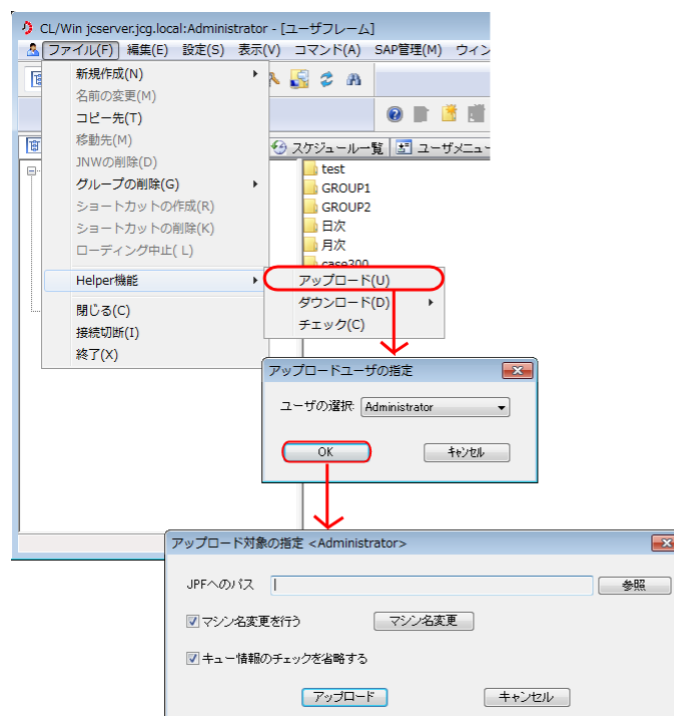 CL/Win jcserver.jcg.local:Administrator - [ユーザフレーム]
ファイル(F) 編集(E) 設定(S) 表示(V) コマンド(A) SAP管理(M) ウィン
新規作成(N)
名前の変更(M)
コピー先(T)
移動先(M)
JNWの削除(D)
グループの削除(G)
ショートカットの作成(R)
ショートカットの削除(K)
ローディング中止( L)
Helper機能
閉じる(C)
接続切断(I)
終了(X)
スケジュール一覧 ユーザメニュー
test
GROUP1
GROUP2
日次
月次
case300
アップロード(U)
ダウンロード(D)
チェック(C)
アップロードユーザの指定
ユーザの選択: Administrator
OK キャンセル
アップロード対象の指定 <Administrator>
JPFへのパス 参照
マシン名変更を行う マシン名変更
キュー情報のチェックを省略する
アップロード キャンセル